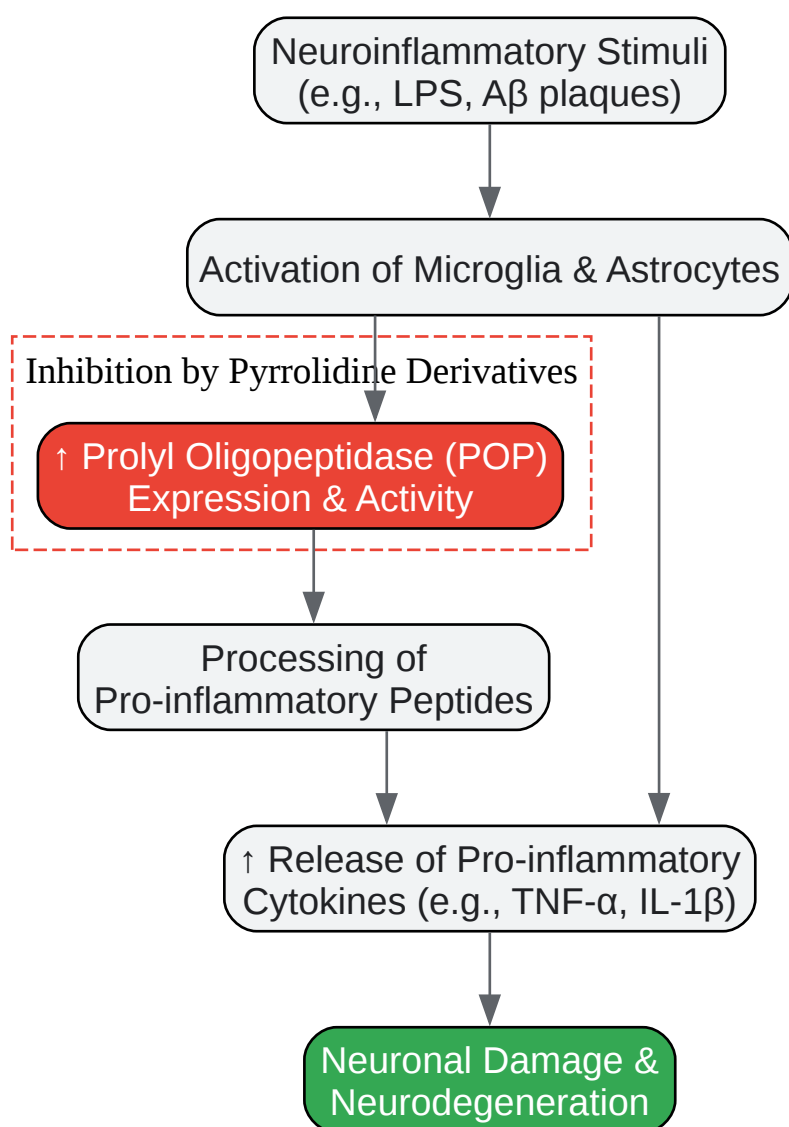 Neuroinflammatory Stimuli
(e.g., LPS, Aβ plaques)
Activation of Microglia & Astrocytes
Inhibition by Pyrrolidine Derivatives
↑ Prolyl Oligopeptidase (POP)
Expression & Activity
Processing of
Pro-inflammatory Peptides
↑ Release of Pro-inflammatory
Cytokines (e.g., TNF-α, IL-1β)
Neuronal Damage &
Neurodegeneration